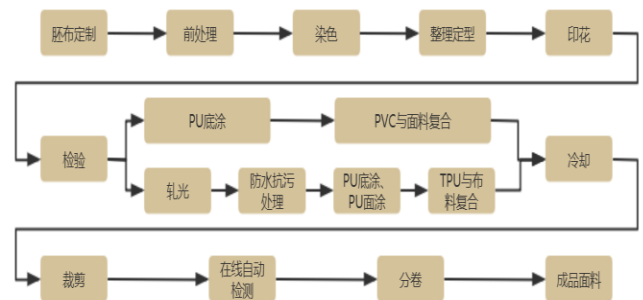 胚布定制
前处理
染色
整理定型
印花
检验
PU底涂
PVC与面料复合
轧光
防水抗污
处理
PU底涂、
PU面涂
TPU与布
料复合
冷却
裁剪
在线自动
检测
分卷
成品面料